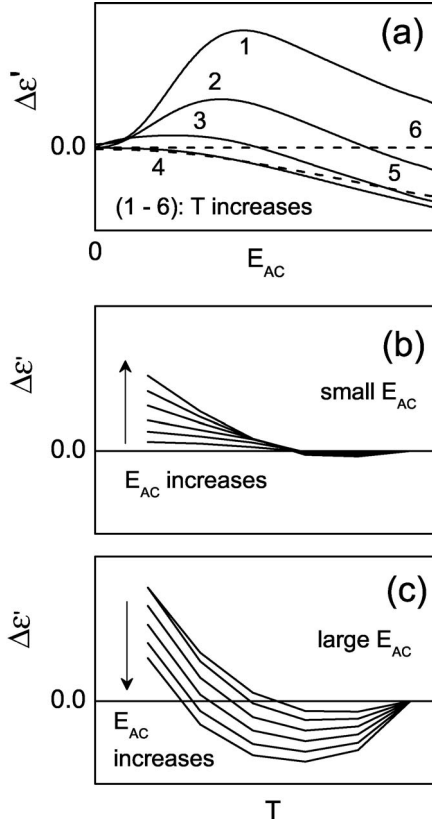 (a)
Δε'
1
2
3
6
0.0
4
5
(1 - 6): T increases
0
E_AC
(b)
Δε'
small E_AC
0.0
E_AC increases
(c)
Δε'
large E_AC
0.0
E_AC
increases
T